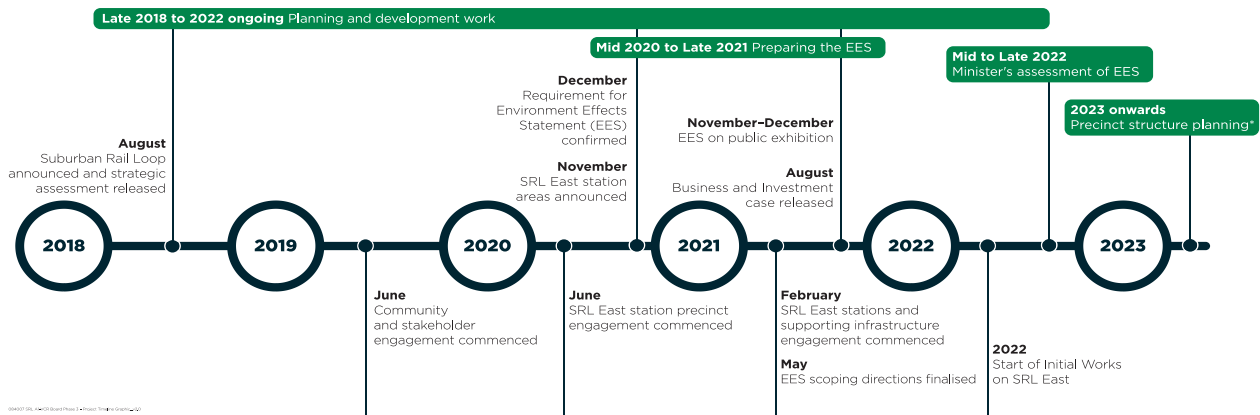 Late 2018 to 2022 ongoing Planning and development work
Mid 2020 to Late 2021 Preparing the EES
Mid to Late 2022
Minister's assessment of EES
2023 onwards
Precinct structure planning*
August
Suburban Rail Loop
announced and strategic
assessment released
December
Requirement for
Environment Effects
Statement (EES)
confirmed
November
SRL East station
areas announced
November–December
EES on public exhibition
August
Business and Investment
case released
2018
2019
2020
2021
2022
2023
June
Community
and stakeholder
engagement commenced
June
SRL East station precinct
engagement commenced
February
SRL East stations and
supporting infrastructure
engagement commenced
May
EES scoping directions finalised
2022
Start of Initial Works
on SRL East